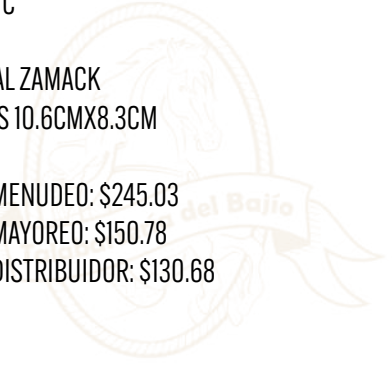 C
AL ZAMACK
S 10.6CMX8.3CM
MENUDEO: $245.03
MAYOREO: $150.78
DISTRIBUIDOR: $130.68
del Bajío